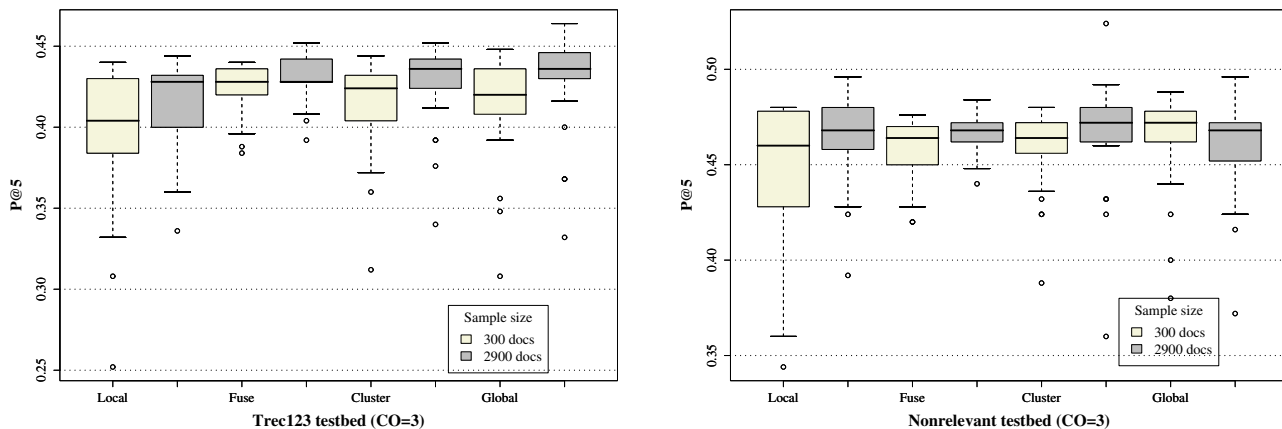 0.45
0.40
0.35
0.30
0.25
P@5
Sample size
300 docs
2900 docs
Local
Fuse
Cluster
Global
Trec123 testbed (CO=3)
0.50
0.45
0.40
0.35
P@5
Sample size
300 docs
2900 docs
Local
Fuse
Cluster
Global
Nonrelevant testbed (CO=3)